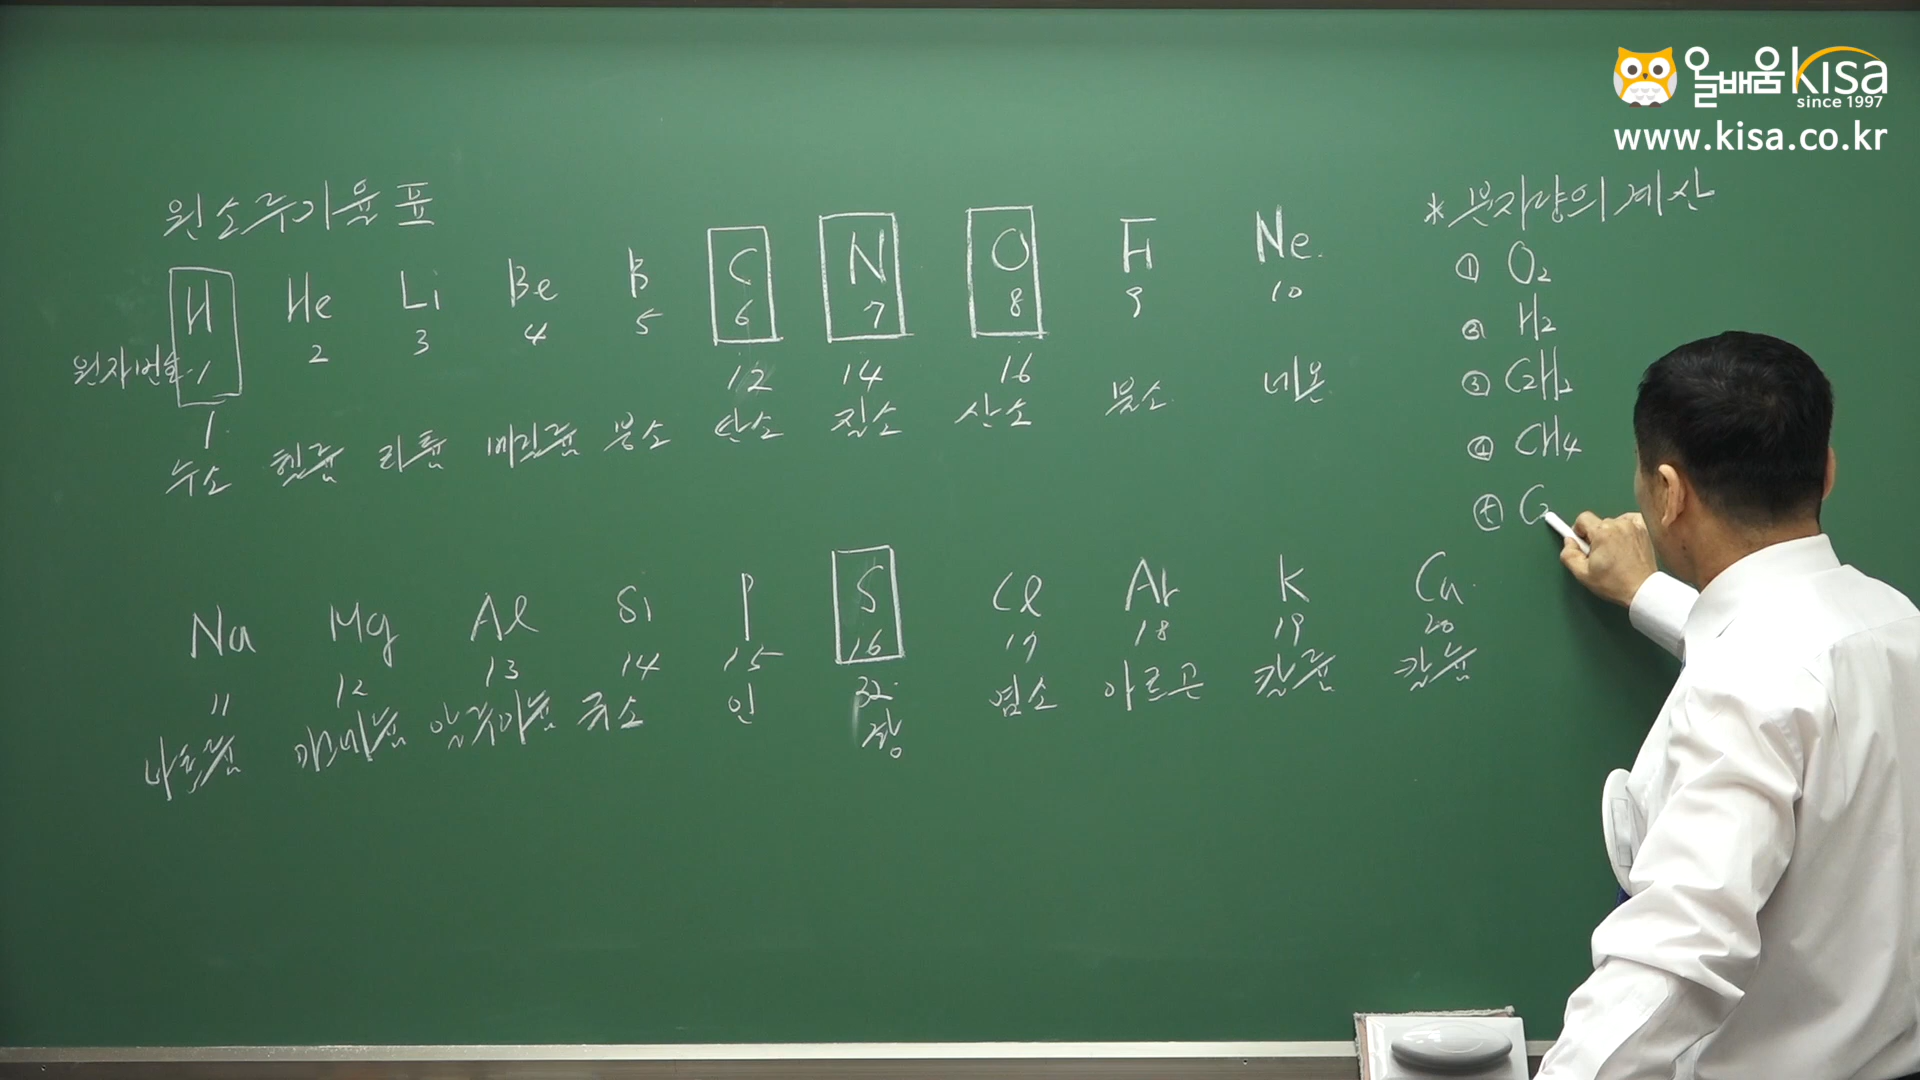 올배움 kisa
since 1997
www.kisa.co.kr
원소주기율표
H He Li Be B C N O F Ne
원자번호 1 2 3 4 5 6 7 8 9 10
1 12 14 16
수소 헬륨 리튬 베릴륨 붕소 탄소 질소 산소 불소 네온
Na Mg Al Si P S Cl Ar K Ca
11 12 13 14 15 16 17 18 19 20
32
나트륨 마그네슘 알루미늄 규소 인 황 염소 아르곤 칼륨 칼슘
* 분자량의 계산
① O₂
② H₂
③ C₂H₂
④ CH₄